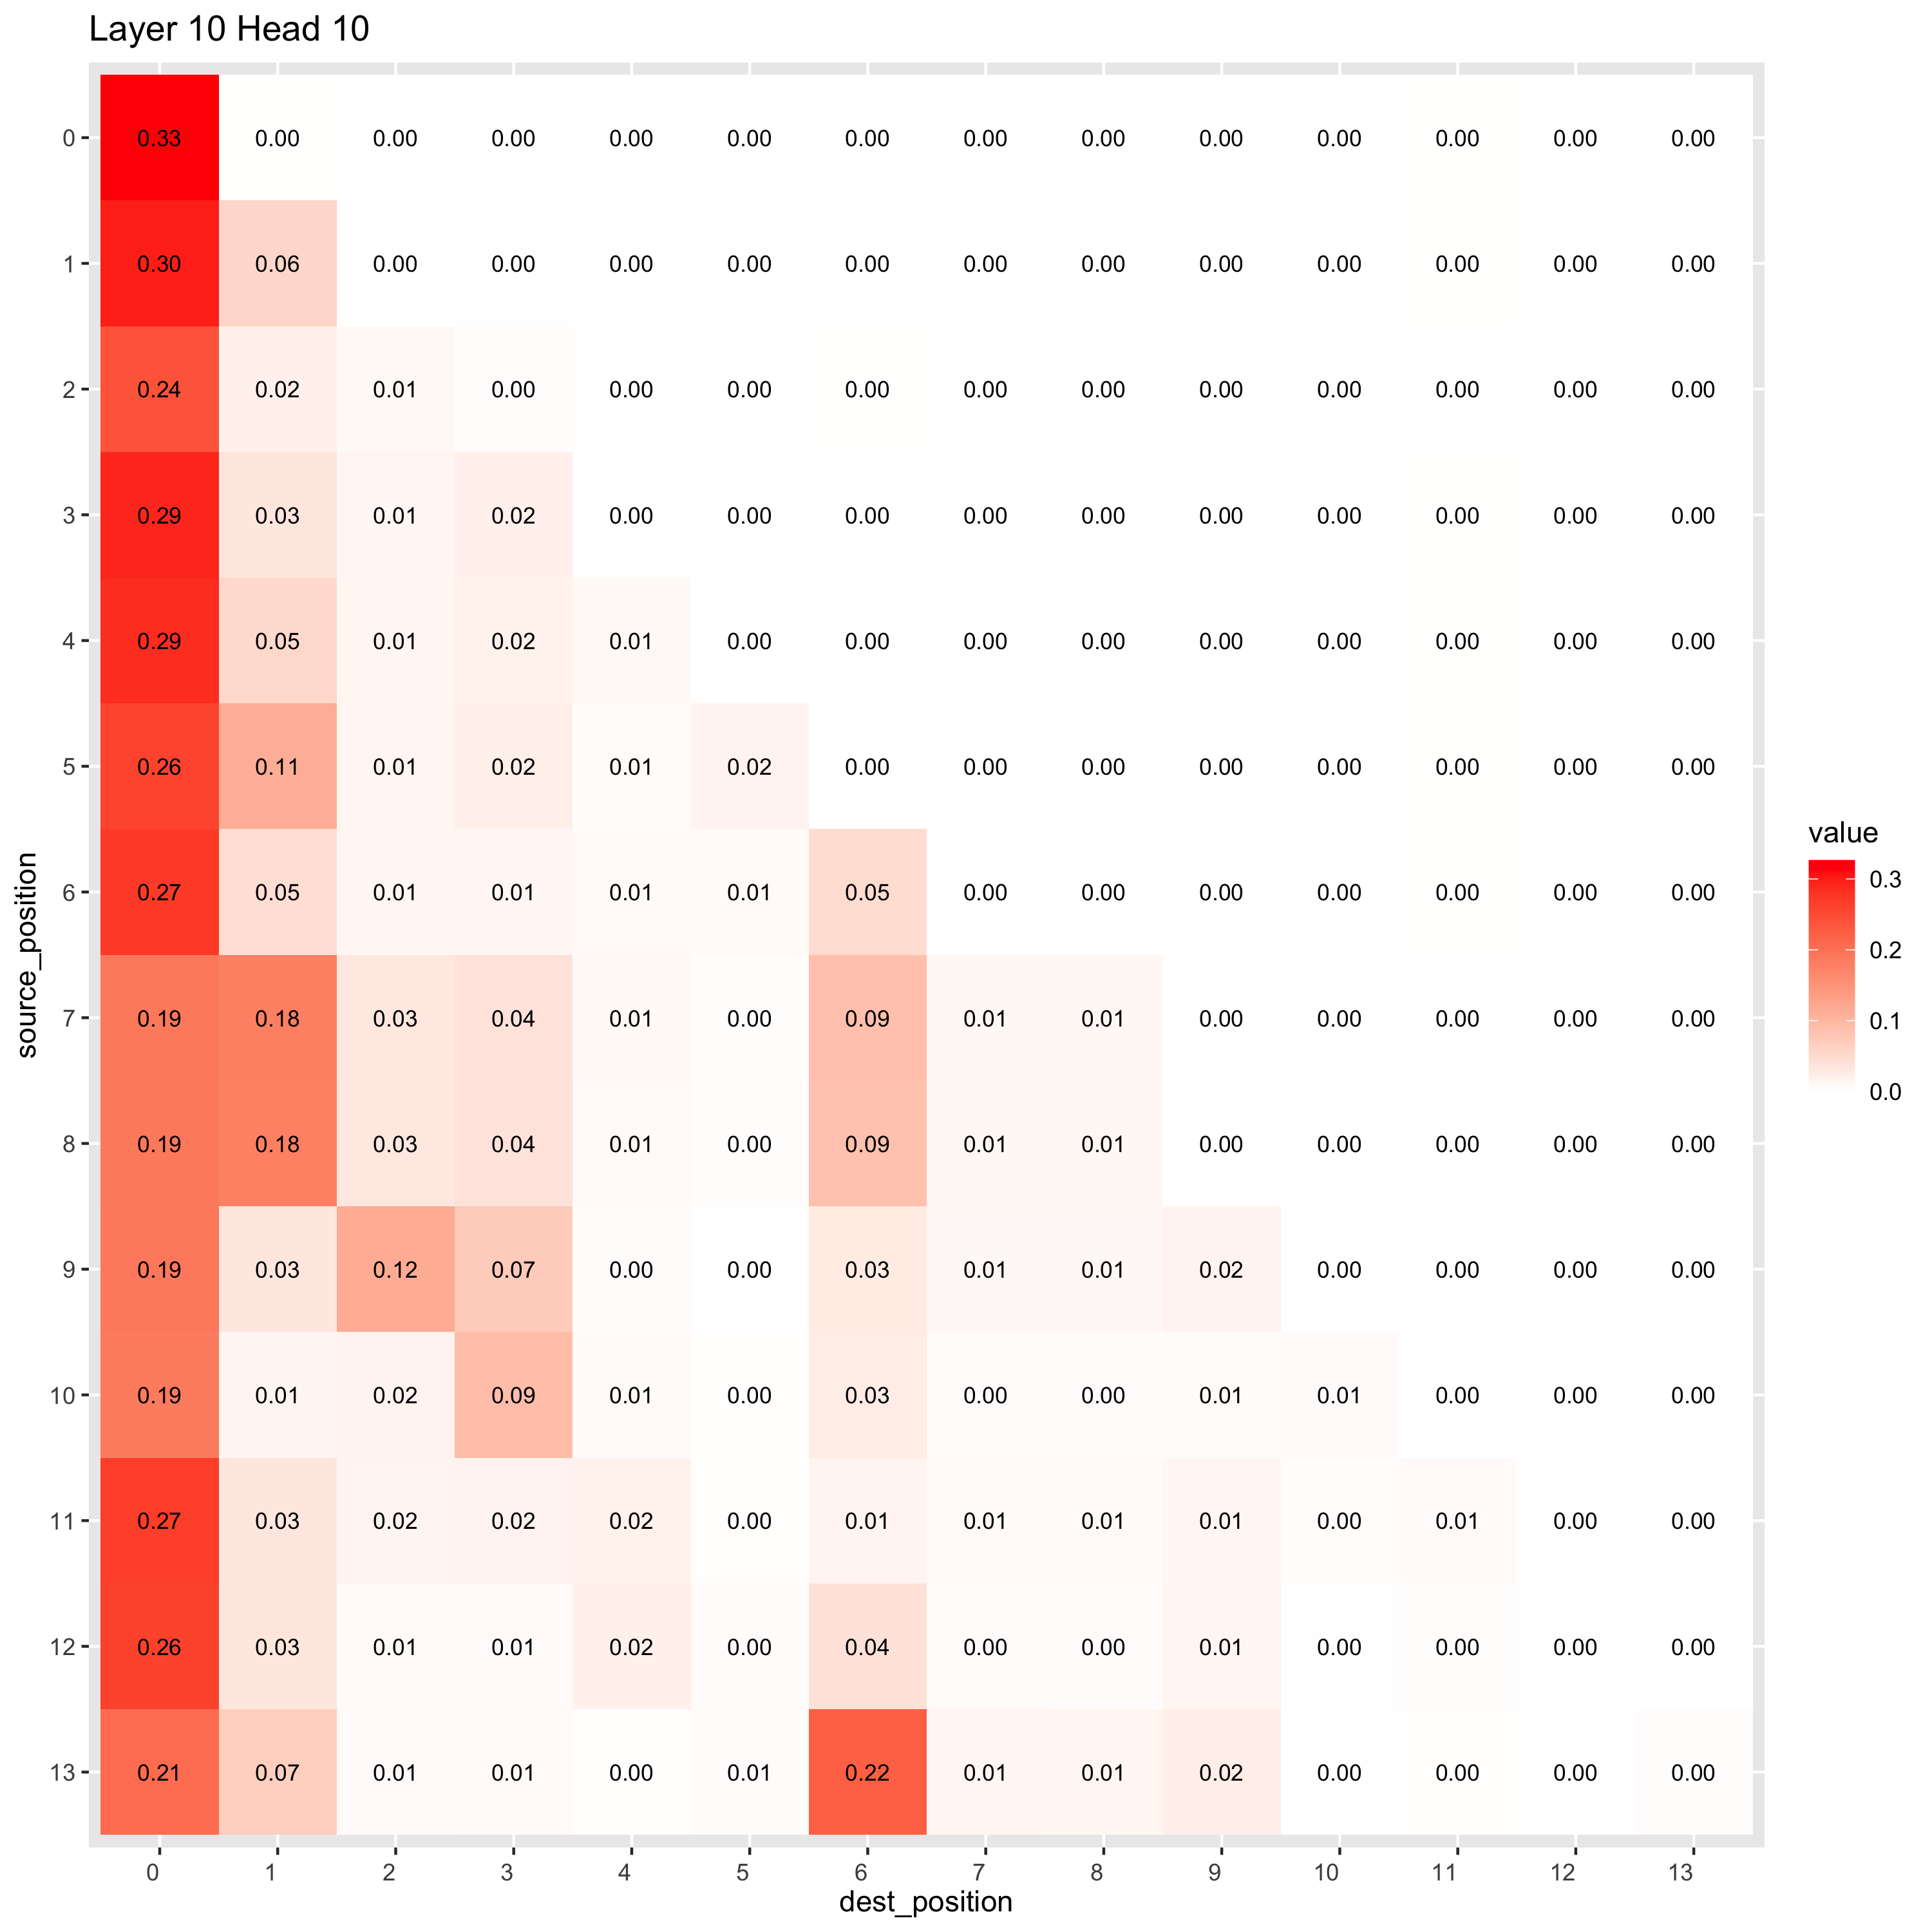 Layer 10 Head 10
0 0.33 0.00 0.00 0.00 0.00 0.00 0.00 0.00 0.00 0.00 0.00 0.00 0.00 0.00
1 0.30 0.06 0.00 0.00 0.00 0.00 0.00 0.00 0.00 0.00 0.00 0.00 0.00 0.00
2 0.24 0.02 0.01 0.00 0.00 0.00 0.00 0.00 0.00 0.00 0.00 0.00 0.00 0.00
3 0.29 0.03 0.01 0.02 0.00 0.00 0.00 0.00 0.00 0.00 0.00 0.00 0.00 0.00
4 0.29 0.05 0.01 0.02 0.01 0.00 0.00 0.00 0.00 0.00 0.00 0.00 0.00 0.00
5 0.26 0.11 0.01 0.02 0.01 0.02 0.00 0.00 0.00 0.00 0.00 0.00 0.00 0.00
6 0.27 0.05 0.01 0.01 0.01 0.01 0.05 0.00 0.00 0.00 0.00 0.00 0.00 0.00
7 0.19 0.18 0.03 0.04 0.01 0.00 0.09 0.01 0.01 0.00 0.00 0.00 0.00 0.00
8 0.19 0.18 0.03 0.04 0.01 0.00 0.09 0.01 0.01 0.00 0.00 0.00 0.00 0.00
9 0.19 0.03 0.12 0.07 0.00 0.00 0.03 0.01 0.01 0.02 0.00 0.00 0.00 0.00
10 0.19 0.01 0.02 0.09 0.01 0.00 0.03 0.00 0.00 0.01 0.01 0.00 0.00 0.00
11 0.27 0.03 0.02 0.02 0.02 0.00 0.01 0.01 0.01 0.01 0.00 0.01 0.00 0.00
12 0.26 0.03 0.01 0.01 0.02 0.00 0.04 0.00 0.00 0.01 0.00 0.00 0.00 0.00
13 0.21 0.07 0.01 0.01 0.00 0.01 0.22 0.01 0.01 0.02 0.00 0.00 0.00 0.00
0 1 2 3 4 5 6 7 8 9 10 11 12 13
dest_position
source_position
value
0.3
0.2
0.1
0.0